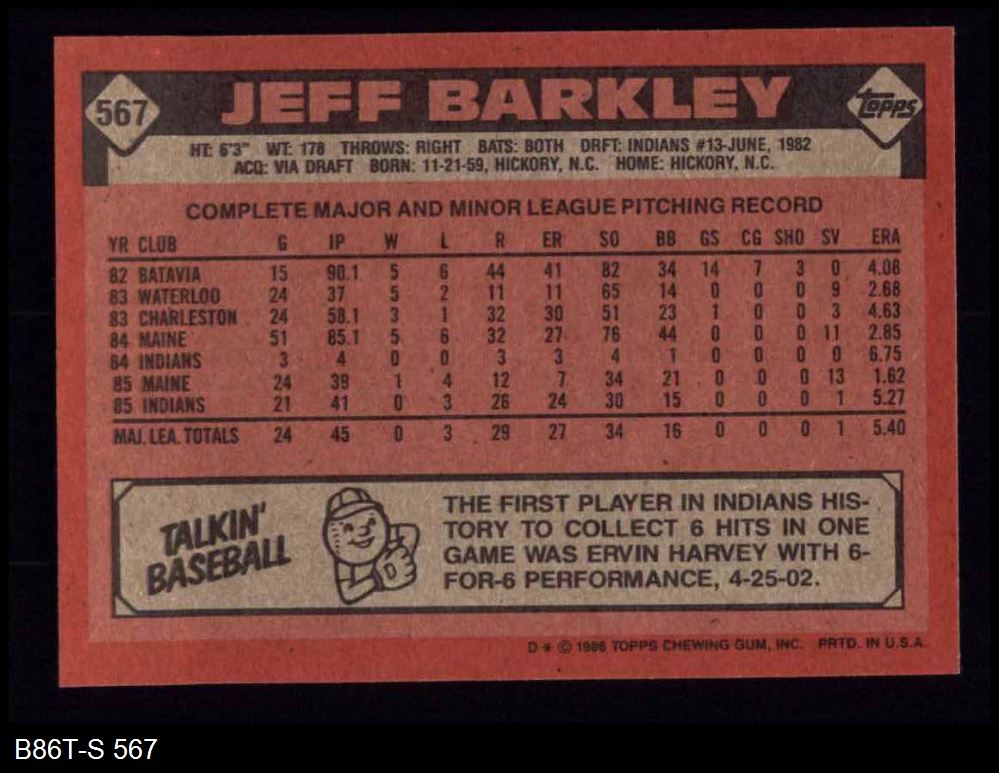 567
JEFF BARKLEY
TOPPS
HT: 6'3" WT: 178 THROWS: RIGHT BATS: BOTH DRFT: INDIANS #13-JUNE, 1982
ACQ: VIA DRAFT BORN: 11-21-59, HICKORY, N.C. HOME: HICKORY, N.C.
COMPLETE MAJOR AND MINOR LEAGUE PITCHING RECORD
YR CLUB G IP W L R ER SO BB GS CG SHO SV ERA
82 BATAVIA 15 90.1 5 6 44 41 82 34 14 7 3 0 4.08
83 WATERLOO 24 37 5 2 11 11 65 14 0 0 0 9 2.68
83 CHARLESTON 24 58.1 3 1 32 30 51 23 1 0 0 3 4.63
84 MAINE 51 85.1 5 6 32 27 76 44 0 0 0 11 2.85
84 INDIANS 3 4 0 0 3 3 4 1 0 0 0 0 6.75
85 MAINE 24 39 1 4 12 7 34 21 0 0 0 13 1.62
85 INDIANS 21 41 0 3 26 24 30 15 0 0 0 1 5.27
MAJ. LEA. TOTALS 24 45 0 3 29 27 34 16 0 0 0 1 5.40
TALKIN'
BASEBALL
THE FIRST PLAYER IN INDIANS HIS-
TORY TO COLLECT 6 HITS IN ONE
GAME WAS ERVIN HARVEY WITH 6-
FOR-6 PERFORMANCE, 4-25-02.
D* © 1986 TOPPS CHEWING GUM, INC. PRTD. IN U.S.A.
B86T-S 567